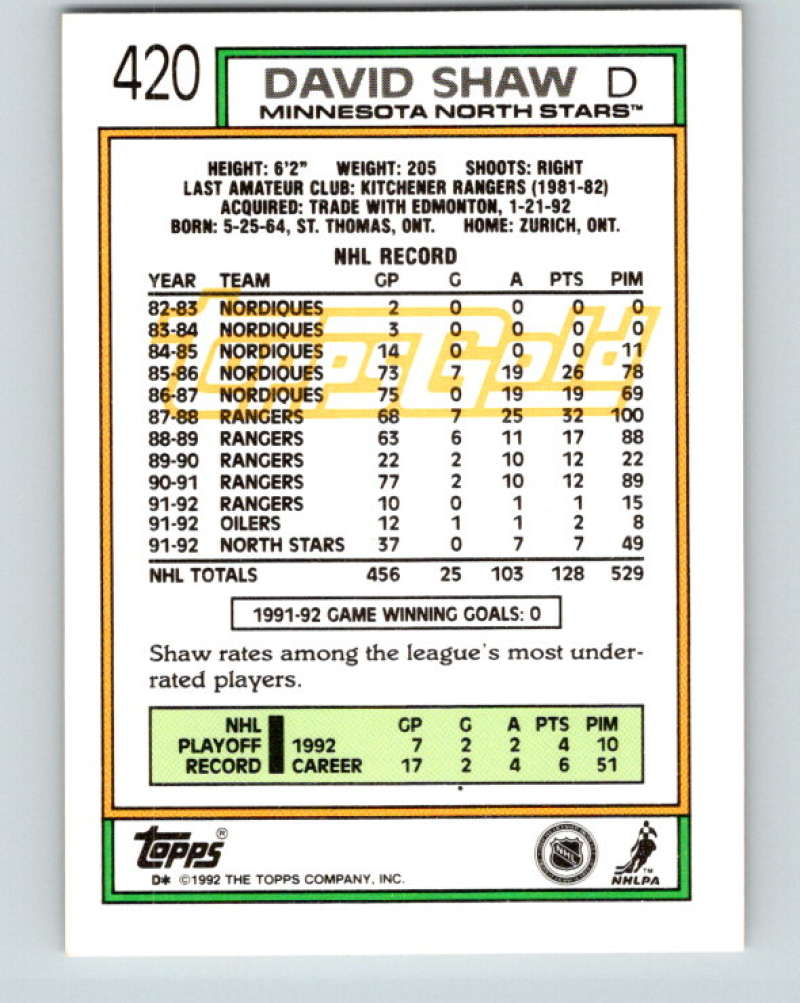 420
DAVID SHAW D
MINNESOTA NORTH STARS™
HEIGHT: 6'2" WEIGHT: 205 SHOOTS: RIGHT
LAST AMATEUR CLUB: KITCHENER RANGERS (1981-82)
ACQUIRED: TRADE WITH EDMONTON, 1-21-92
BORN: 5-25-64, ST. THOMAS, ONT. HOME: ZURICH, ONT.
NHL RECORD
YEAR TEAM GP G A PTS PIM
82-83 NORDIQUES 2 0 0 0 0
83-84 NORDIQUES 3 0 0 0 0
84-85 NORDIQUES 14 0 0 0 11
85-86 NORDIQUES 73 7 19 26 78
86-87 NORDIQUES 75 0 19 19 69
87-88 RANGERS 68 7 25 32 100
88-89 RANGERS 63 6 11 17 88
89-90 RANGERS 22 2 10 12 22
90-91 RANGERS 77 2 10 12 89
91-92 RANGERS 10 0 1 1 15
91-92 OILERS 12 1 1 2 8
91-92 NORTH STARS 37 0 7 7 49
NHL TOTALS 456 25 103 128 529
ToppsGold
1991-92 GAME WINNING GOALS: 0
Shaw rates among the league's most under-
rated players.
NHL GP G A PTS PIM
PLAYOFF 1992 7 2 2 4 10
RECORD CAREER 17 2 4 6 51
TOPPS®
D* ©1992 THE TOPPS COMPANY, INC.
NHL
™
NHLPA